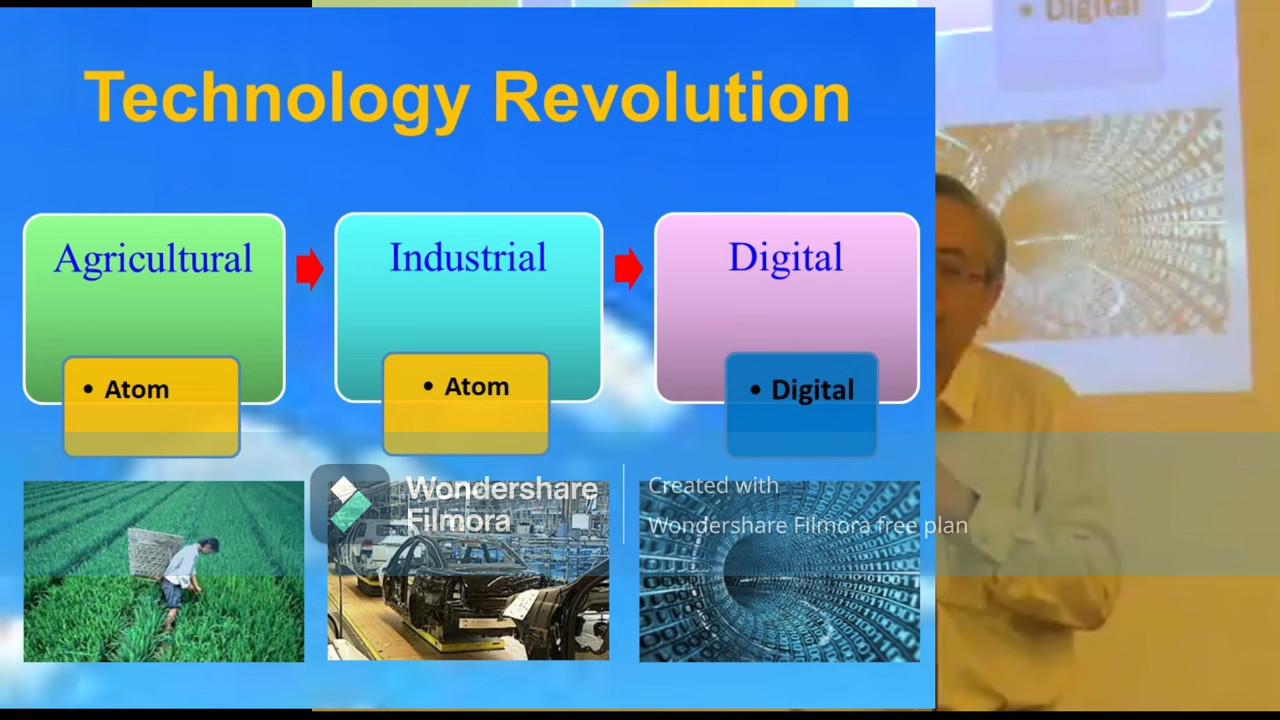 Technology Revolution
Agricultural
Industrial
Digital
• Atom
• Atom
• Digital
Wondershare
Filmora
Created with
Wondershare Filmora free plan
• Digital